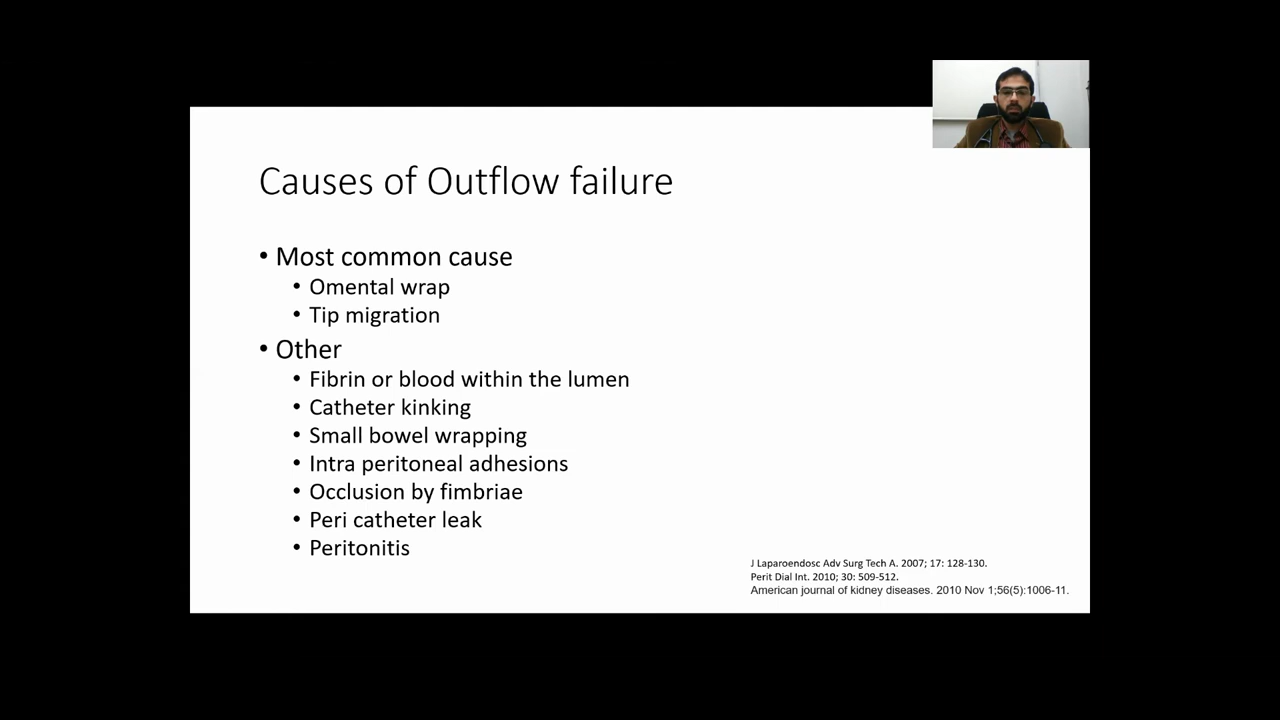 Causes of Outflow failure
• Most common cause
• Omental wrap
• Tip migration
• Other
• Fibrin or blood within the lumen
• Catheter kinking
• Small bowel wrapping
• Intra peritoneal adhesions
• Occlusion by fimbriae
• Peri catheter leak
• Peritonitis
J Laparoendosc Adv Surg Tech A. 2007; 17: 128-130.
Perit Dial Int. 2010; 30: 509-512.
American journal of kidney diseases. 2010 Nov 1;56(5):1006-11.